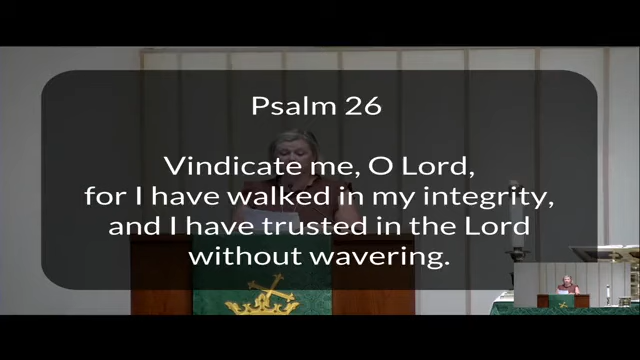 Psalm 26
Vindicate me, O Lord,
for I have walked in my integrity,
and I have trusted in the Lord
without wavering.